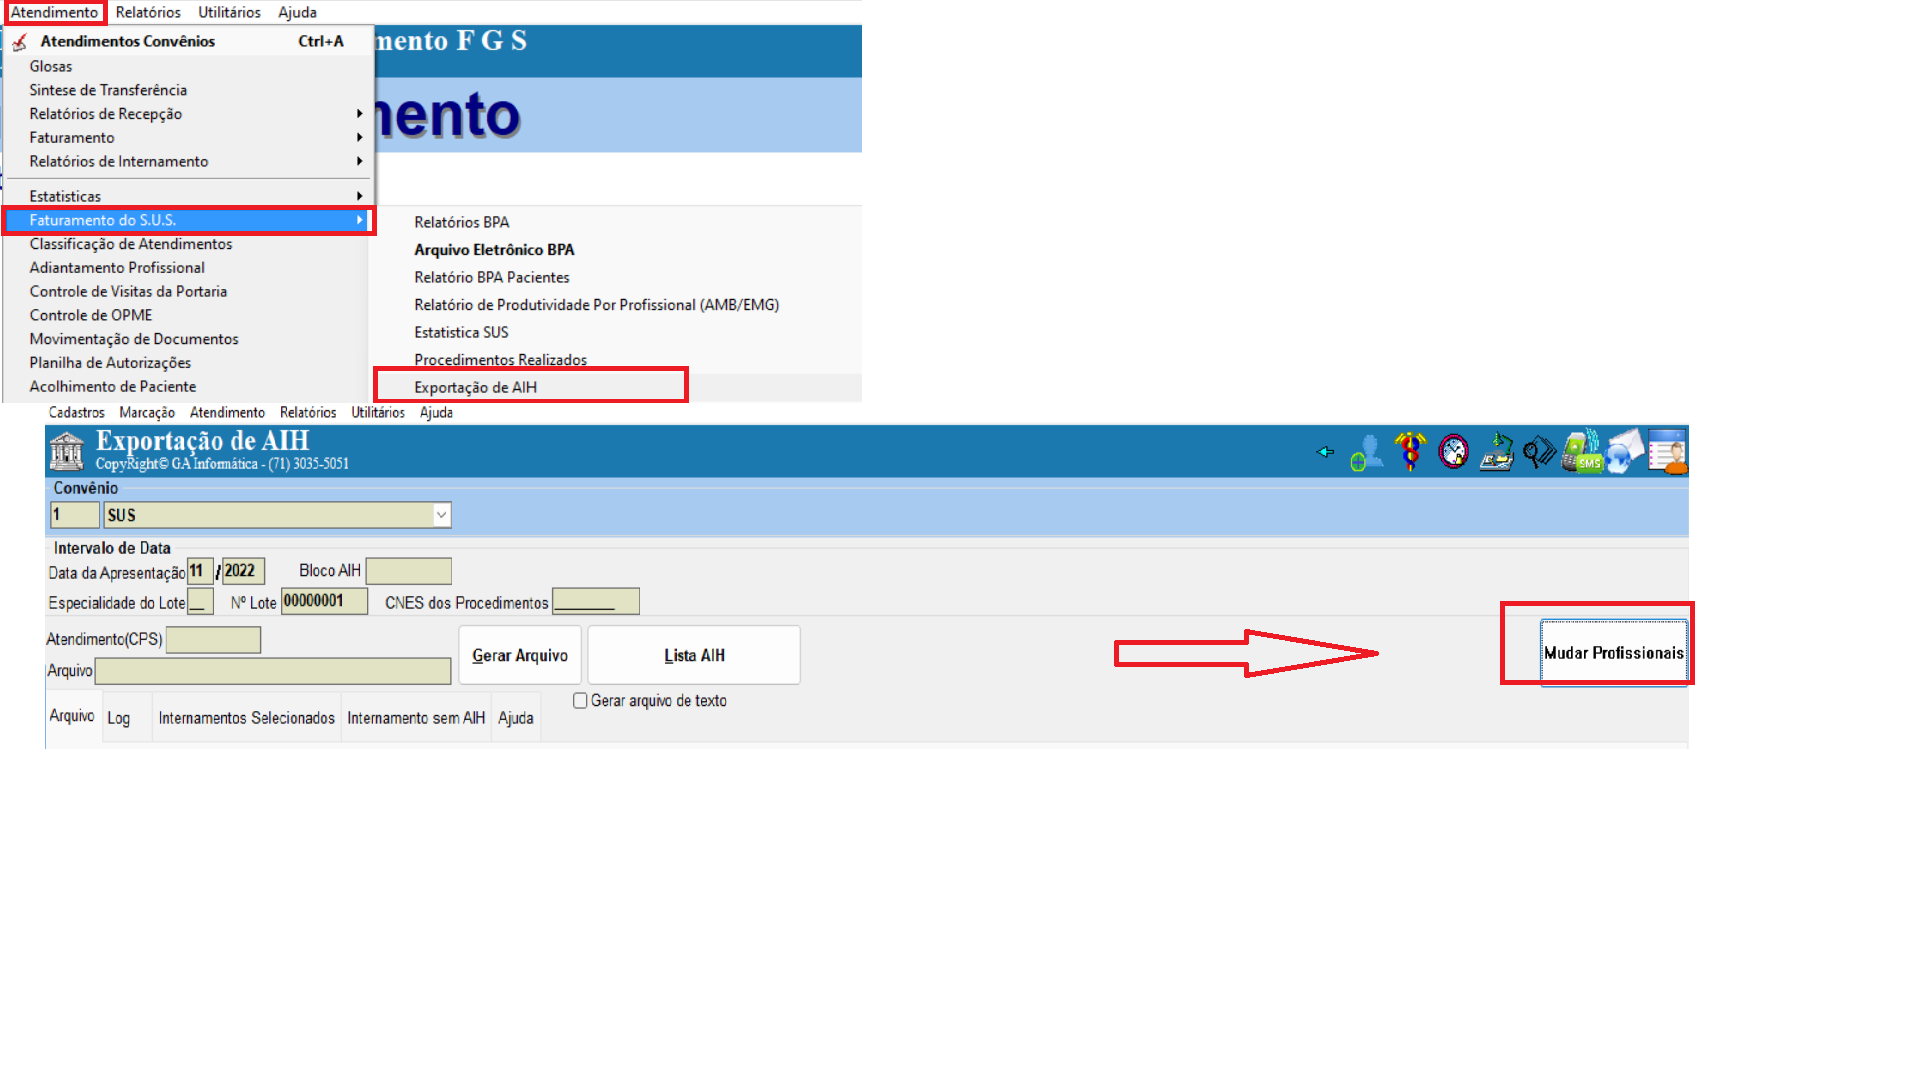 Atendimento Relatórios Utilitários Ajuda
Atendimentos Convênios Ctrl+A
mento F G S
Glosas
Sintese de Transferência
Relatórios de Recepção
mento
Faturamento
Relatórios de Internamento
Estatisticas
Faturamento do S.U.S.
Classificação de Atendimentos
Adiantamento Profissional
Controle de Visitas da Portaria
Controle de OPME
Movimentação de Documentos
Planilha de Autorizações
Acolhimento de Paciente
Relatórios BPA
Arquivo Eletrônico BPA
Relatório BPA Pacientes
Relatório de Produtividade Por Profissional (AMB/EMG)
Estatistica SUS
Procedimentos Realizados
Exportação de AIH
Cadastros Marcação Atendimento Relatórios Utilitários Ajuda
Exportação de AIH
CopyRight© GA Informática - (71) 3035-5051
SMS
Convênio
1 SUS
Intervalo de Data
Data da Apresentação 11 / 2022 Bloco AIH
Especialidade do Lote __ Nº Lote 00000001 CNES dos Procedimentos _______
Atendimento(CPS)
Arquivo
Gerar Arquivo Lista AIH
Mudar Profissionais
Gerar arquivo de texto
Arquivo Log Internamentos Selecionados Internamento sem AIH Ajuda